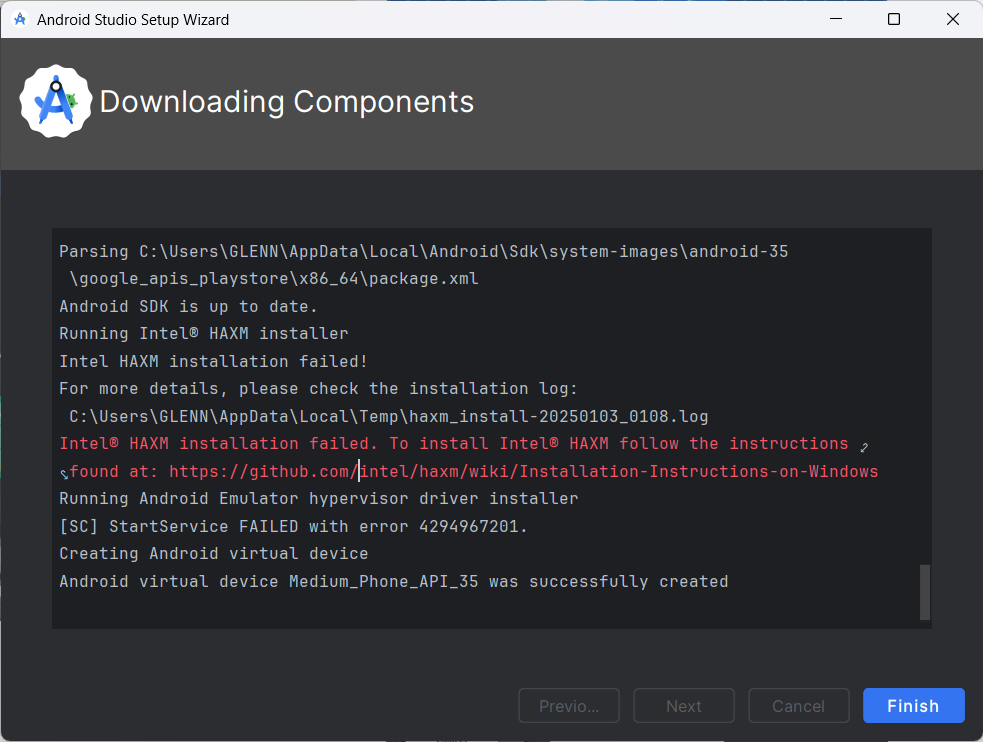 Android Studio Setup Wizard
Downloading Components
Parsing C:\Users\GLENN\AppData\Local\Android\Sdk\system-images\android-35
\google_apis_playstore\x86_64\package.xml
Android SDK is up to date.
Running Intel® HAXM installer
Intel HAXM installation failed!
For more details, please check the installation log:
C:\Users\GLENN\AppData\Local\Temp\haxm_install-20250103_0108.log
Intel® HAXM installation failed. To install Intel® HAXM follow the instructions
found at: https://github.com/intel/haxm/wiki/Installation-Instructions-on-Windows
Running Android Emulator hypervisor driver installer
[SC] StartService FAILED with error 4294967201.
Creating Android virtual device
Android virtual device Medium_Phone_API_35 was successfully created
Previo... Next Cancel Finish